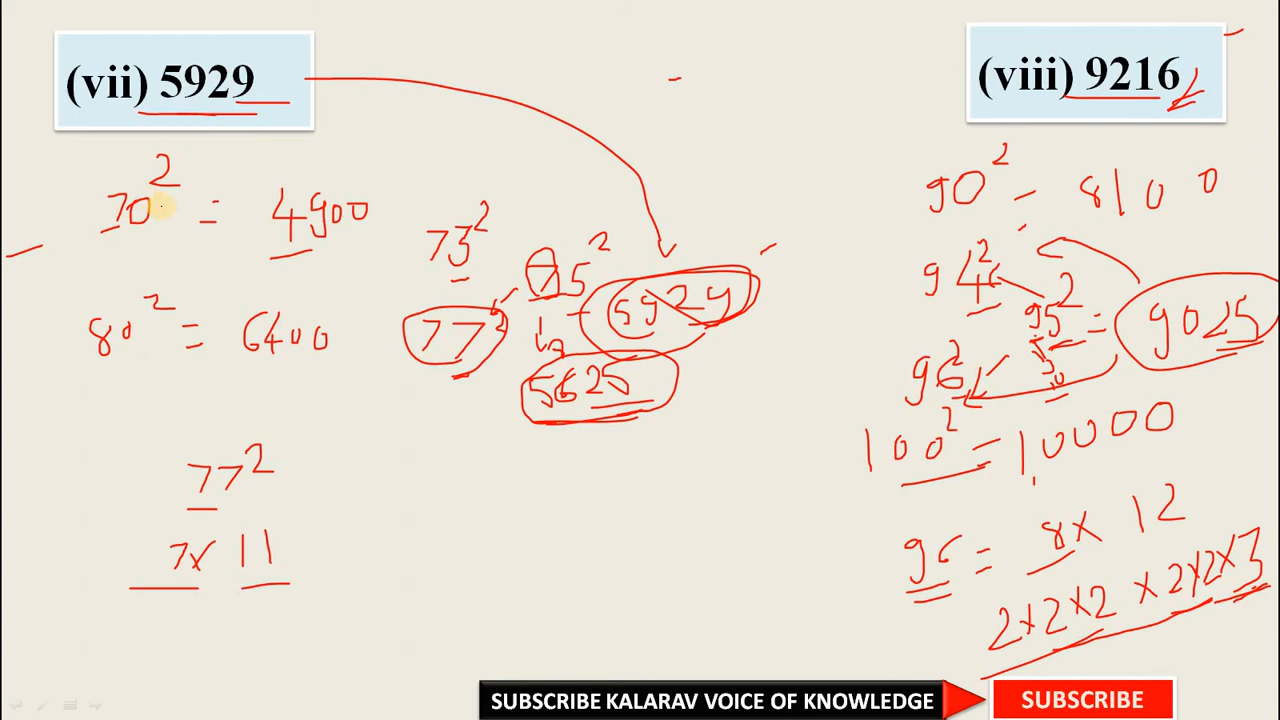 (vii) 5929
70² = 4900
80² = 6400
73²
75²
5929
77²
5625
77²
7 × 11
(viii) 9216
90² - 8100
94²
95² = 9025
96²
100² = 10000
96 = 8 × 12
2×2×2 ×2×2×3
SUBSCRIBE KALARAV VOICE OF KNOWLEDGE
SUBSCRIBE